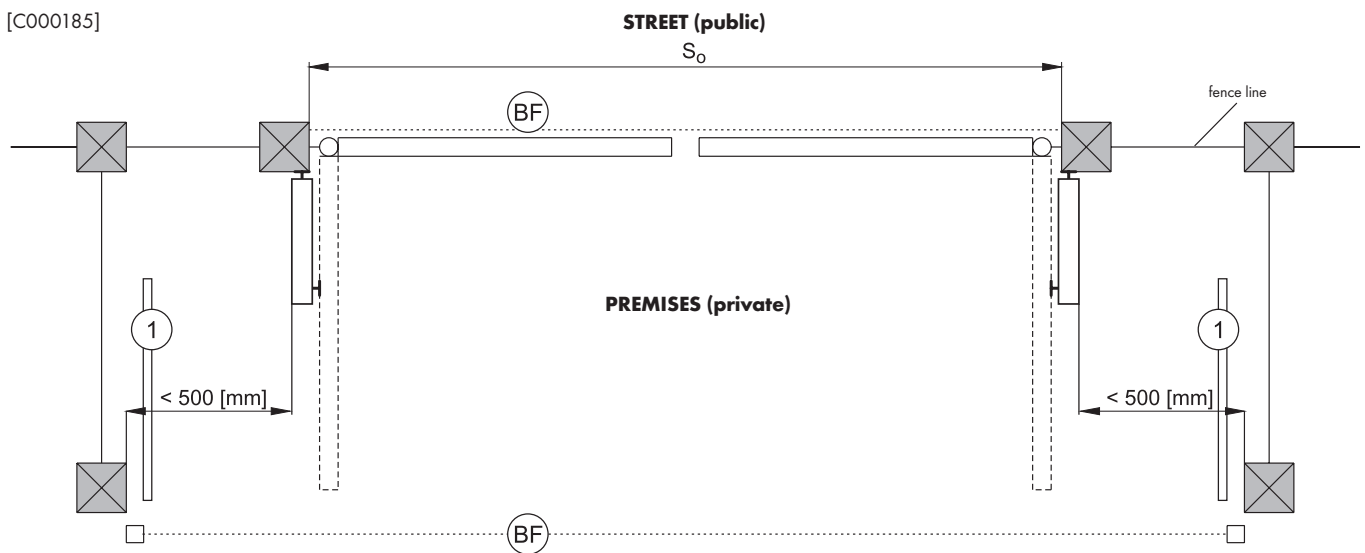 [C000185]
STREET (public)
So
BF
fence line
PREMISES (private)
1
1
< 500 [mm]
< 500 [mm]
BF